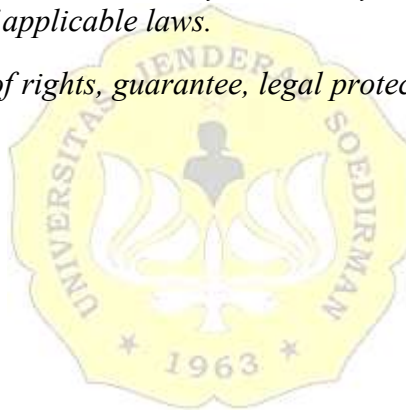 applicable laws.
of rights, guarantee, legal protec
UNIVERSITAS JENDERAL SOEDIRMAN
* 1963 *